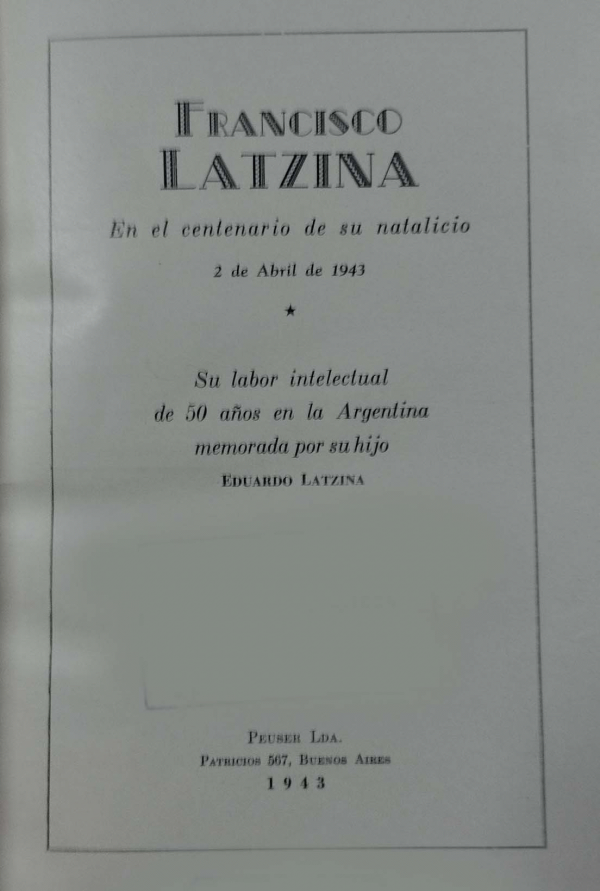 FRANCISCO
LATZINA
En el centenario de su natalicio
2 de Abril de 1943
★
Su labor intelectual
de 50 años en la Argentina
memorada por su hijo
EDUARDO LATZINA
PEUSER LDA.
PATRICIOS 567, BUENOS AIRES
1943